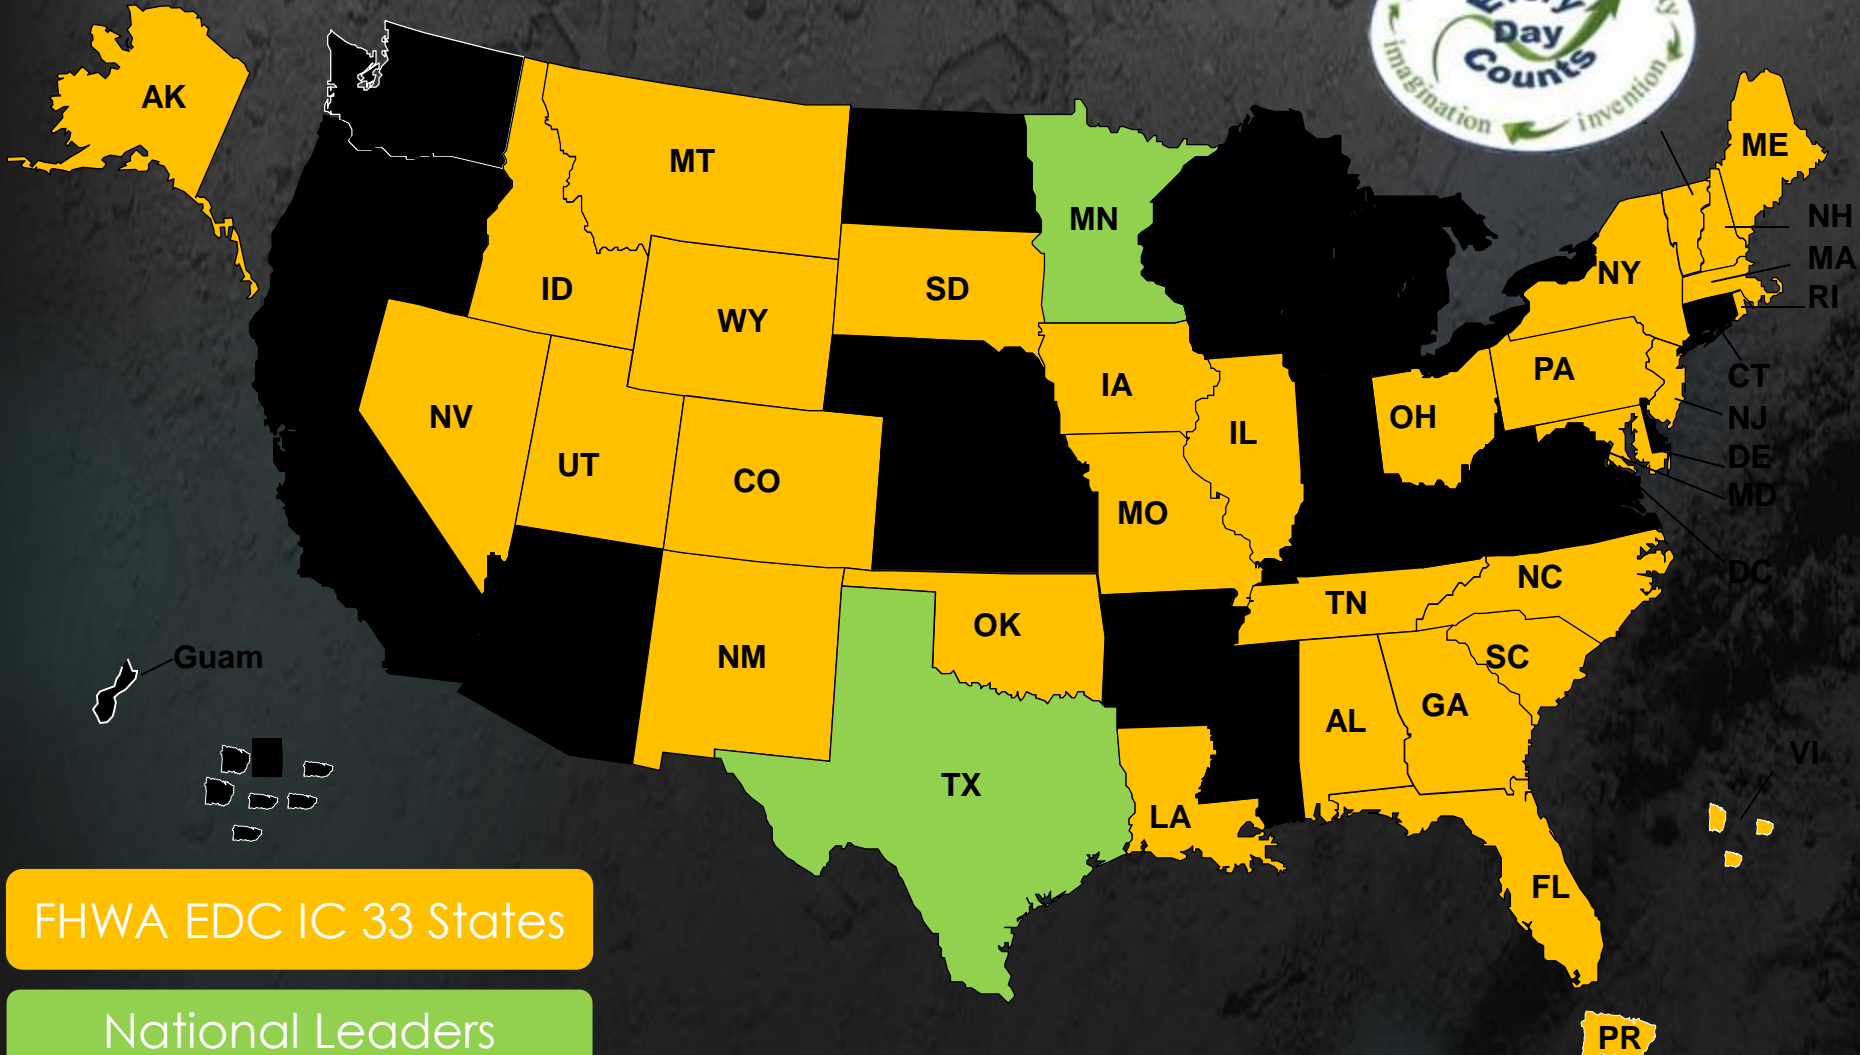 Every
Day
Counts
imagination
invention
AK
MT
MN
ME
NH
MA
RI
NY
ID
WY
SD
IA
PA
CT
NJ
DE
MD
DC
NV
UT
CO
IL
OH
MO
NC
TN
SC
OK
NM
GA
AL
Guam
TX
LA
VI
FL
PR
FHWA EDC IC 33 States
National Leaders